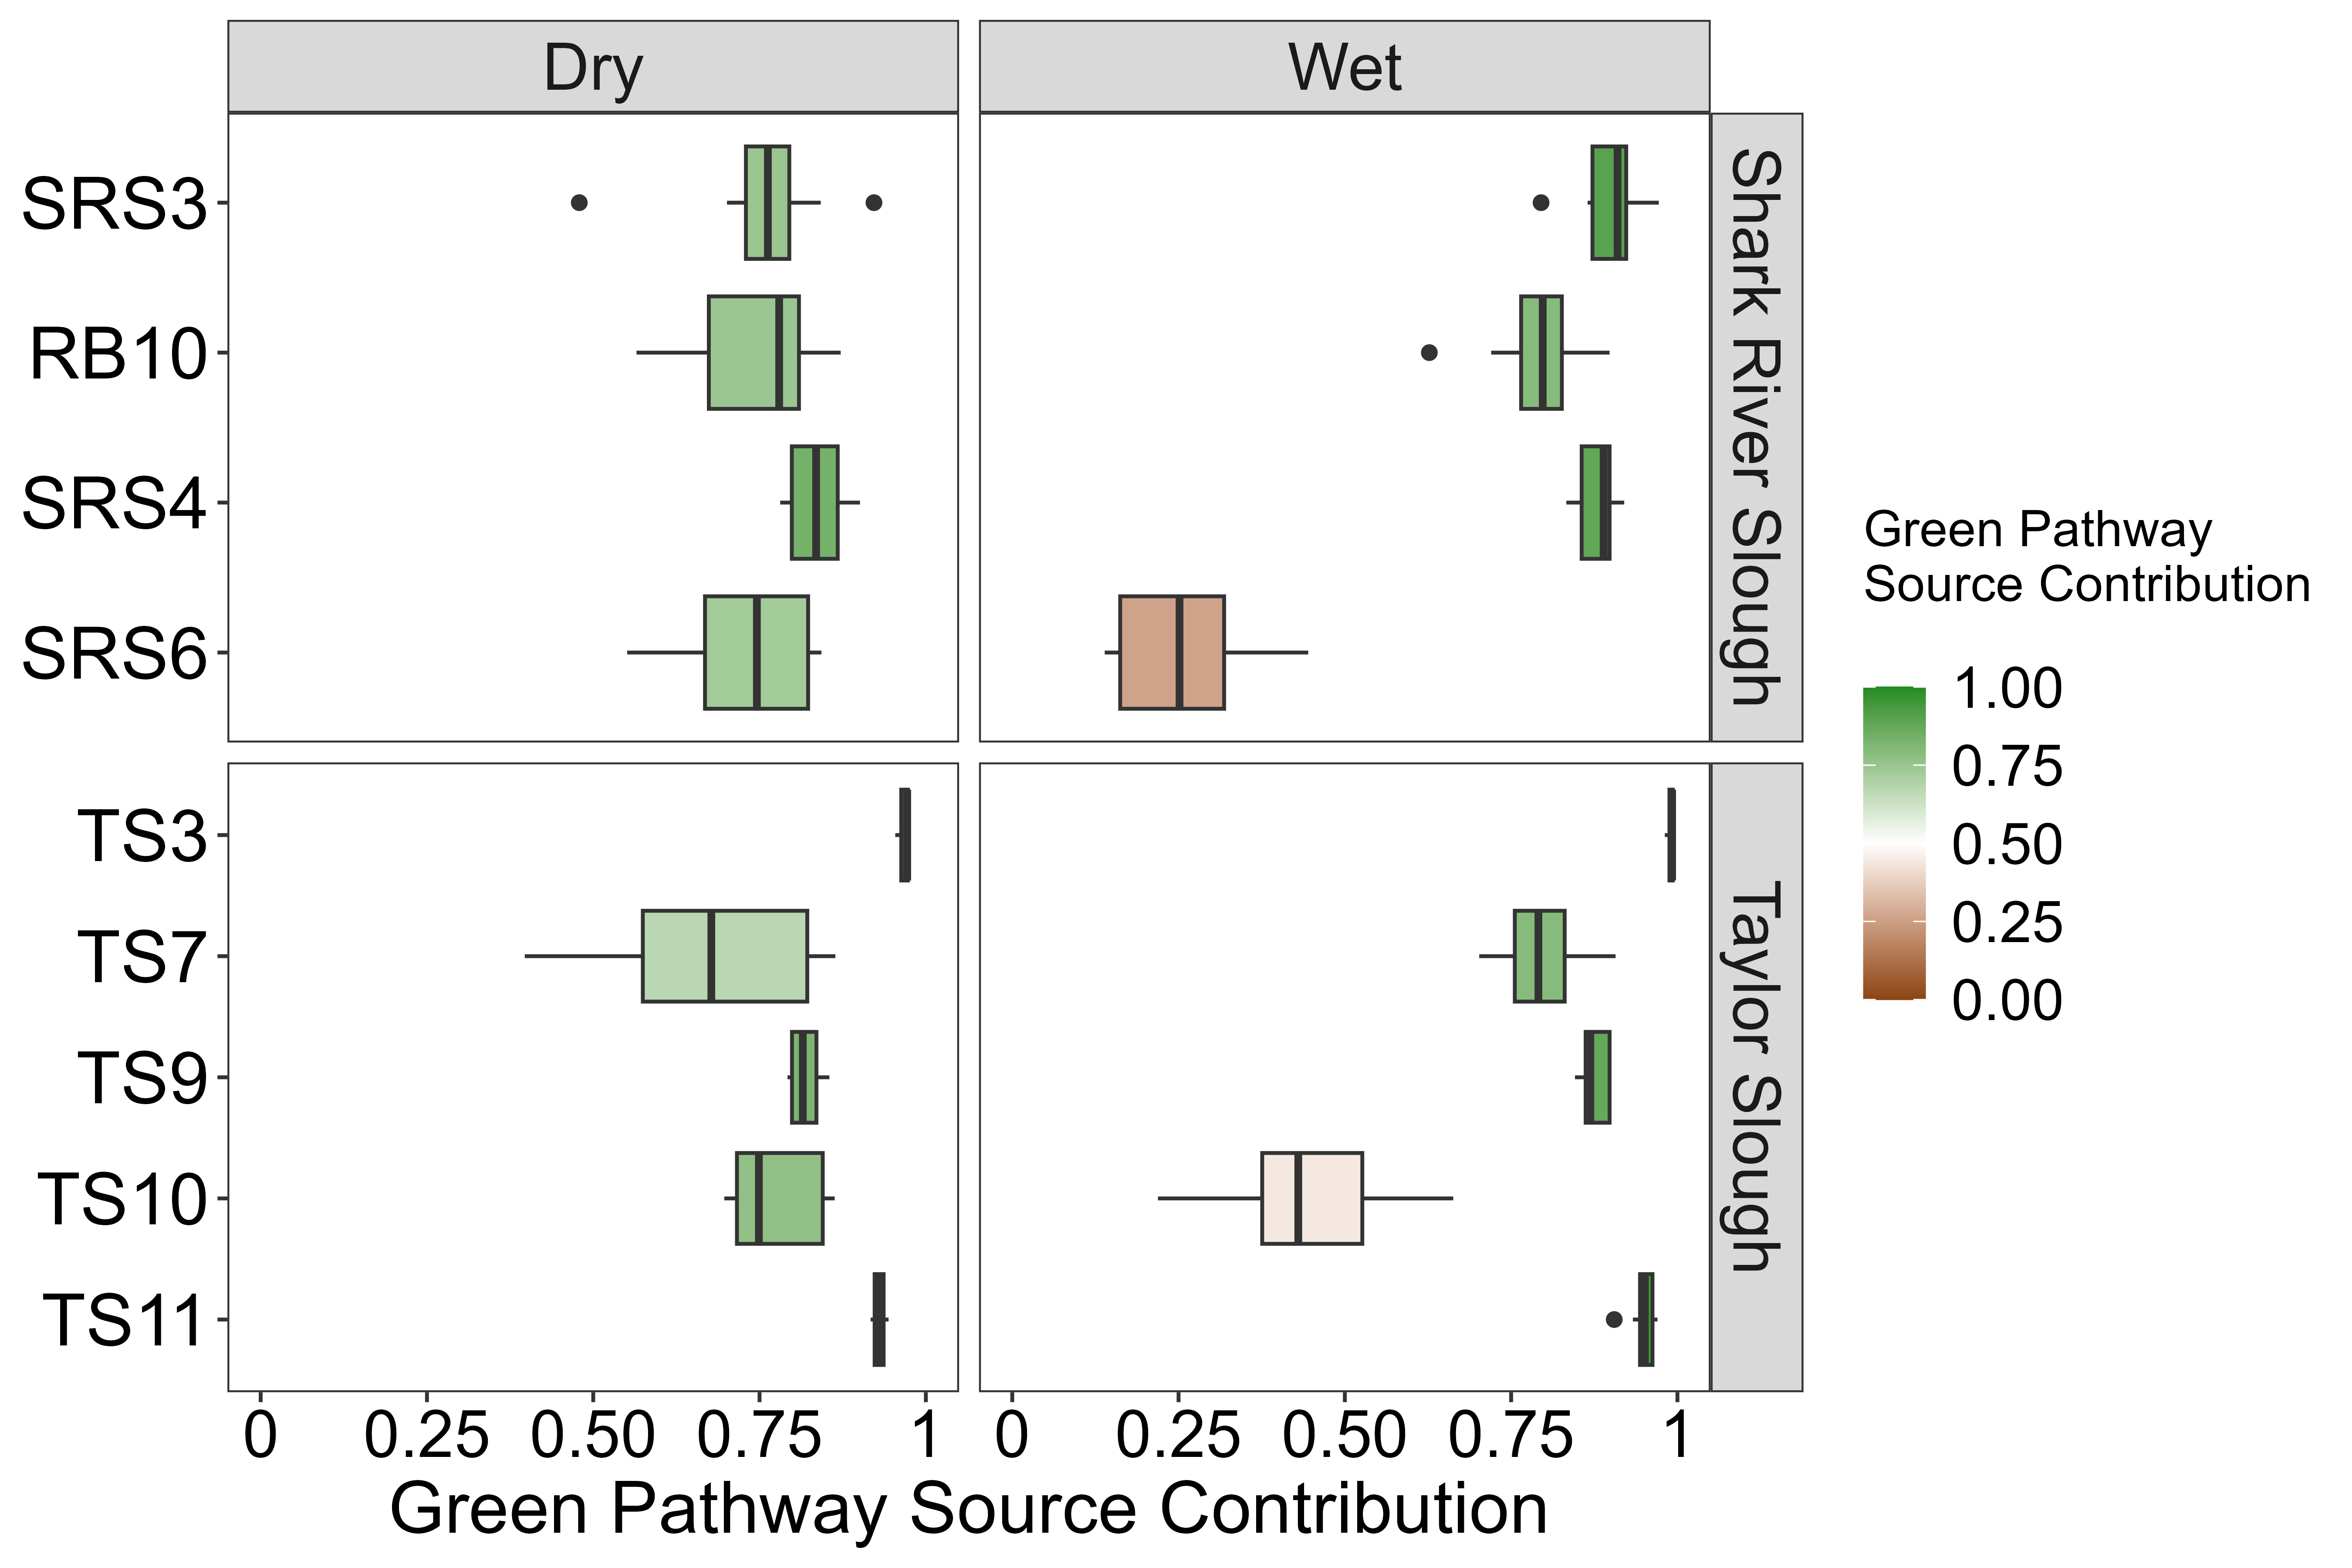 Dry
Wet
SRS3
RB10
SRS4
SRS6
Shark River Slough
TS3
TS7
TS9
TS10
TS11
Taylor Slough
0 0.25 0.50 0.75 1
0 0.25 0.50 0.75 1
Green Pathway Source Contribution
Green Pathway
Source Contribution
1.00
0.75
0.50
0.25
0.00